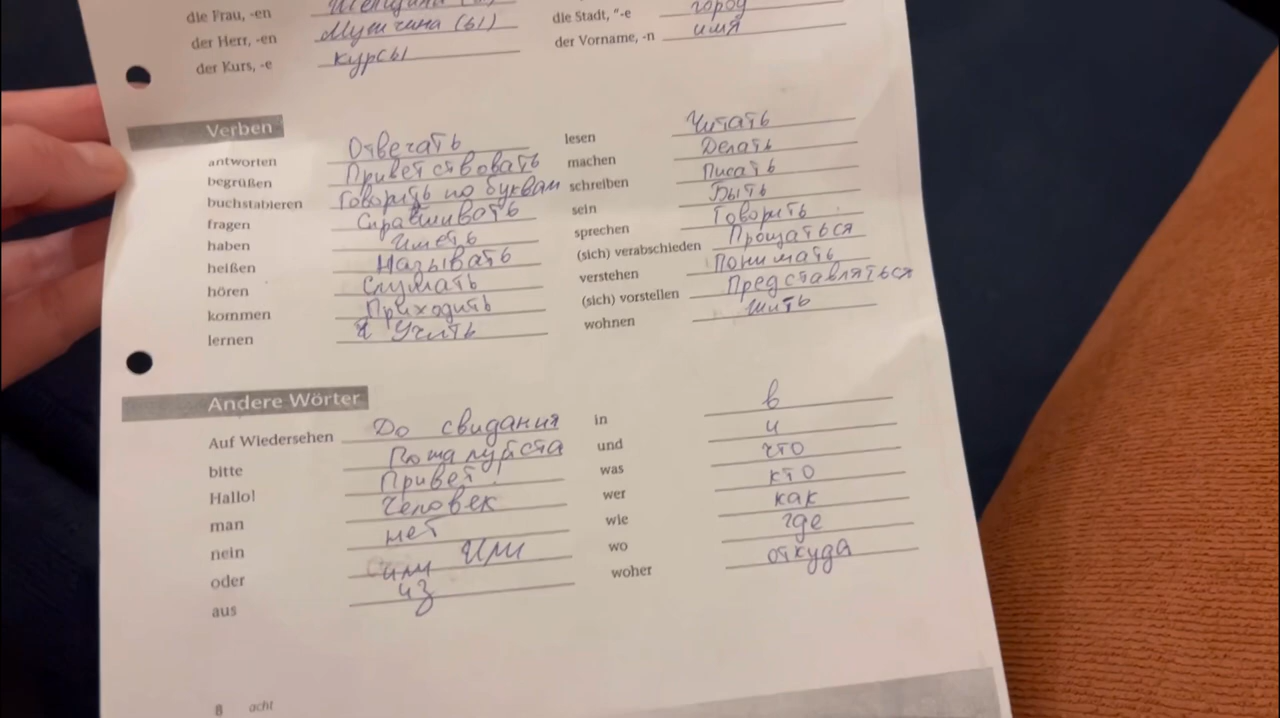 die Frau, -en Женщина (ы) die Stadt, "-e город
der Herr, -en Мужчина (ы) der Vorname, -n имя
der Kurs, -e курсы
Verben
antworten Отвечать lesen Читать
begrüßen Приветствовать machen Делать
buchstabieren Говорить по буквам schreiben Писать
fragen Спрашивать sein Быть
haben Иметь sprechen Говорить
heißen Называть (sich) verabschieden Прощаться
hören Слушать verstehen Понимать
kommen Приходить (sich) vorstellen Представляться
lernen Учить wohnen жить
Andere Wörter
Auf Wiedersehen До свидания in в
bitte Пожалуйста und и
Hallo! Привет! was что
man Человек wer кто
nein нет wie как
oder или Или wo где
aus из woher откуда
8 acht